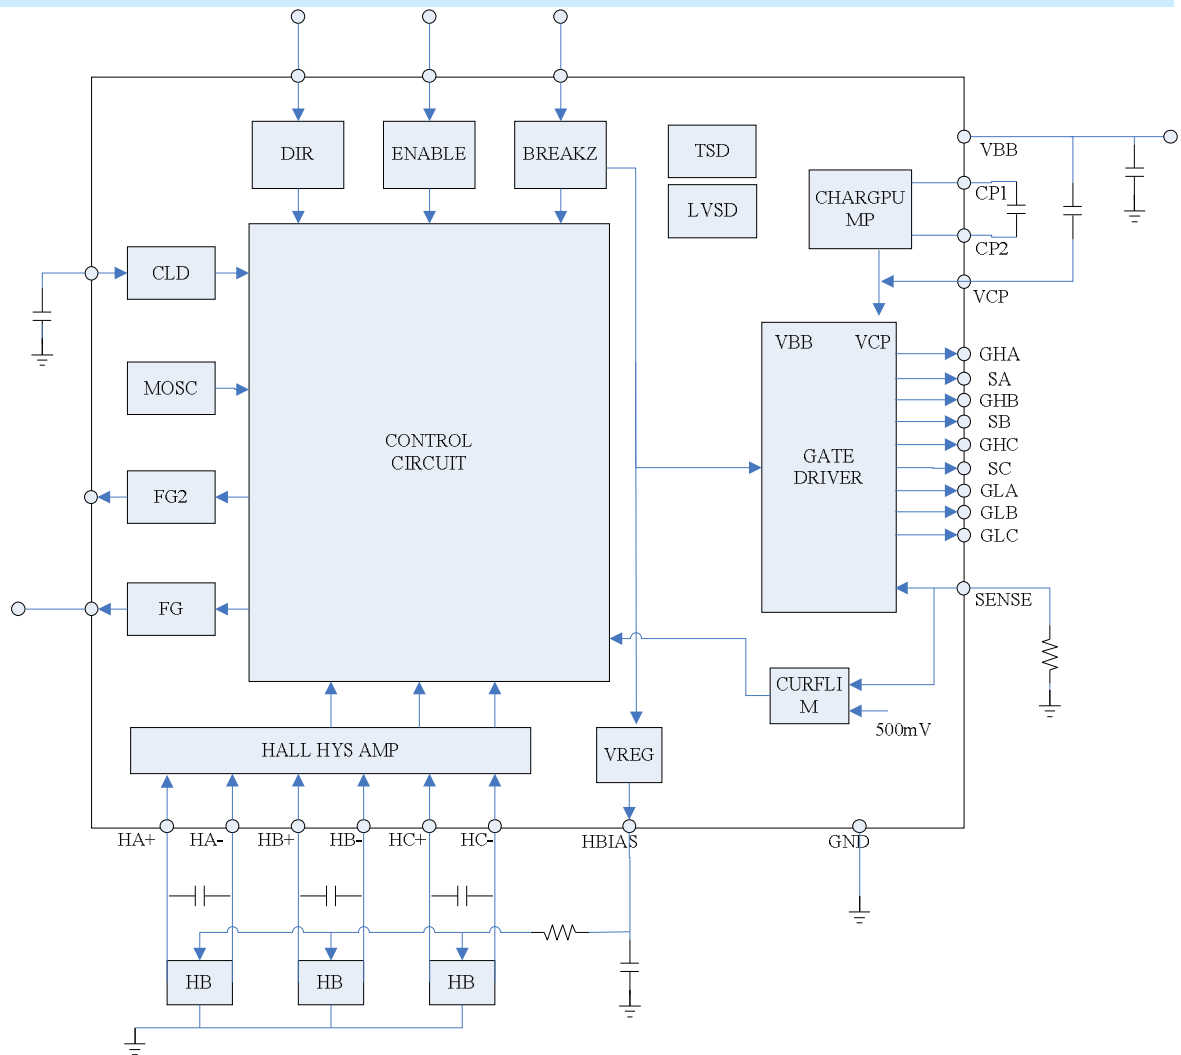 DIR
ENABLE
BREAKZ
TSD
LVSD
VBB
CHARGPU
MP
CP1
CP2
VCP
CLD
MOSC
FG2
FG
CONTROL
CIRCUIT
VBB
VCP
GATE
DRIVER
GHA
SA
GHB
SB
GHC
SC
GLA
GLB
GLC
SENSE
CURFLI
M
500mV
HALL HYS AMP
VREG
HA+
HA-
HB+
HB-
HC+
HC-
HBIAS
GND
HB
HB
HB